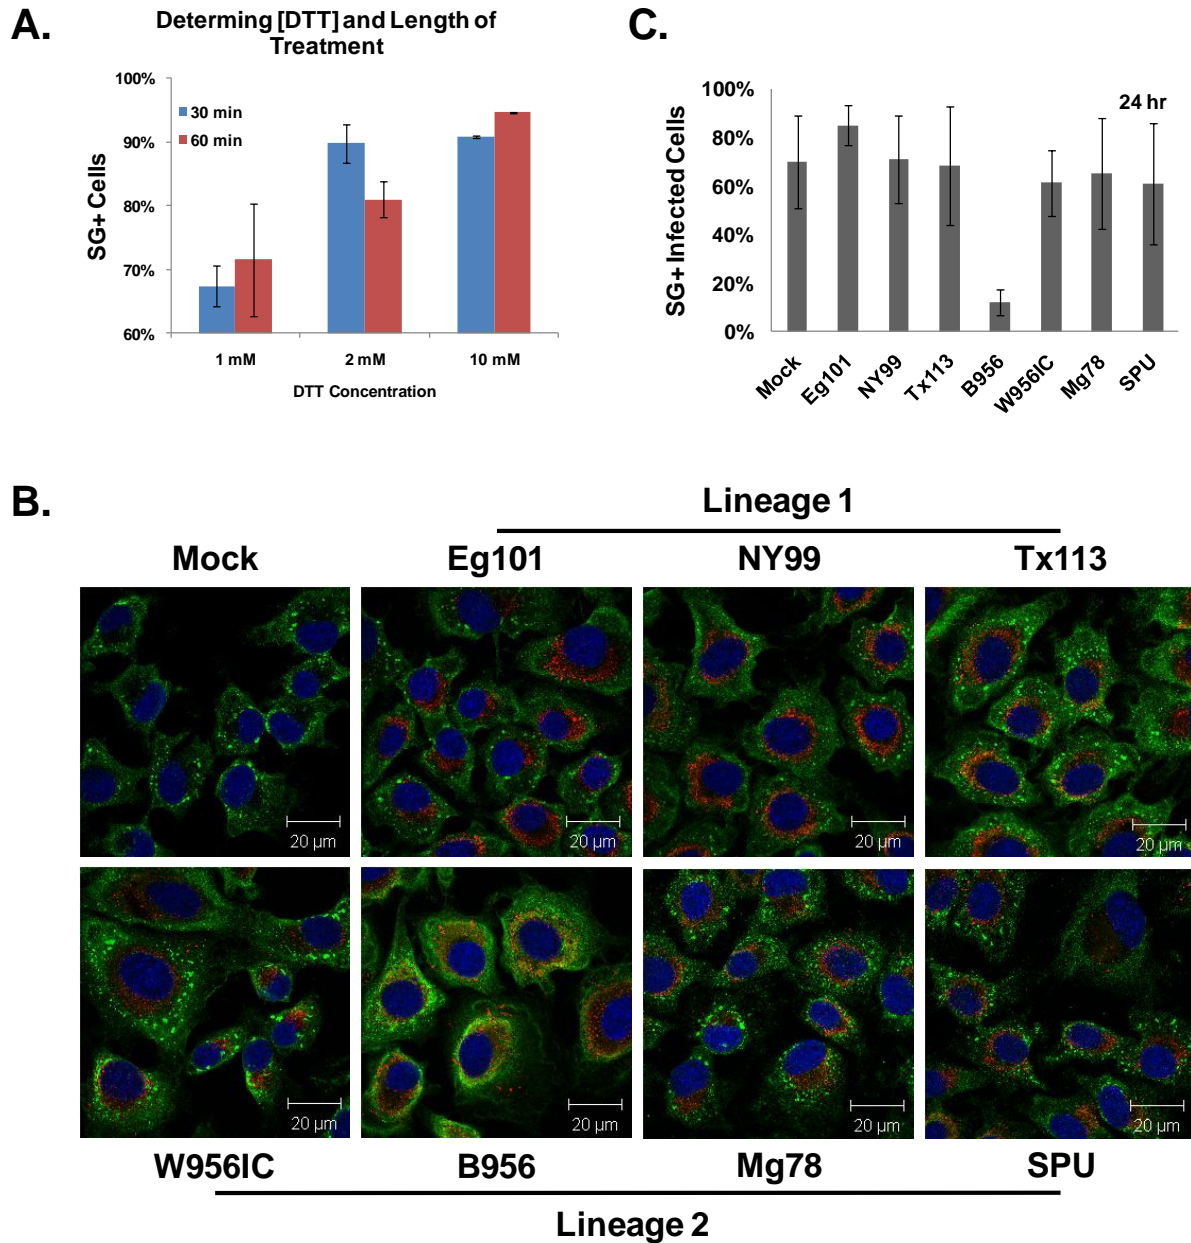 A.
Determing [DTT] and Length of
Treatment
SG+ Cells
100%
90%
80%
70%
60%
30 min
60 min
1 mM
2 mM
10 mM
DTT Concentration
C.
SG+ Infected Cells
100%
80%
60%
40%
20%
0%
24 hr
Mock
Eg101
NY99
Tx113
B956
W956IC
Mg78
SPU
B.
Lineage 1
Mock
Eg101
NY99
Tx113
20 µm
20 µm
20 µm
20 µm
20 µm
20 µm
20 µm
20 µm
W956IC
B956
Mg78
SPU
Lineage 2